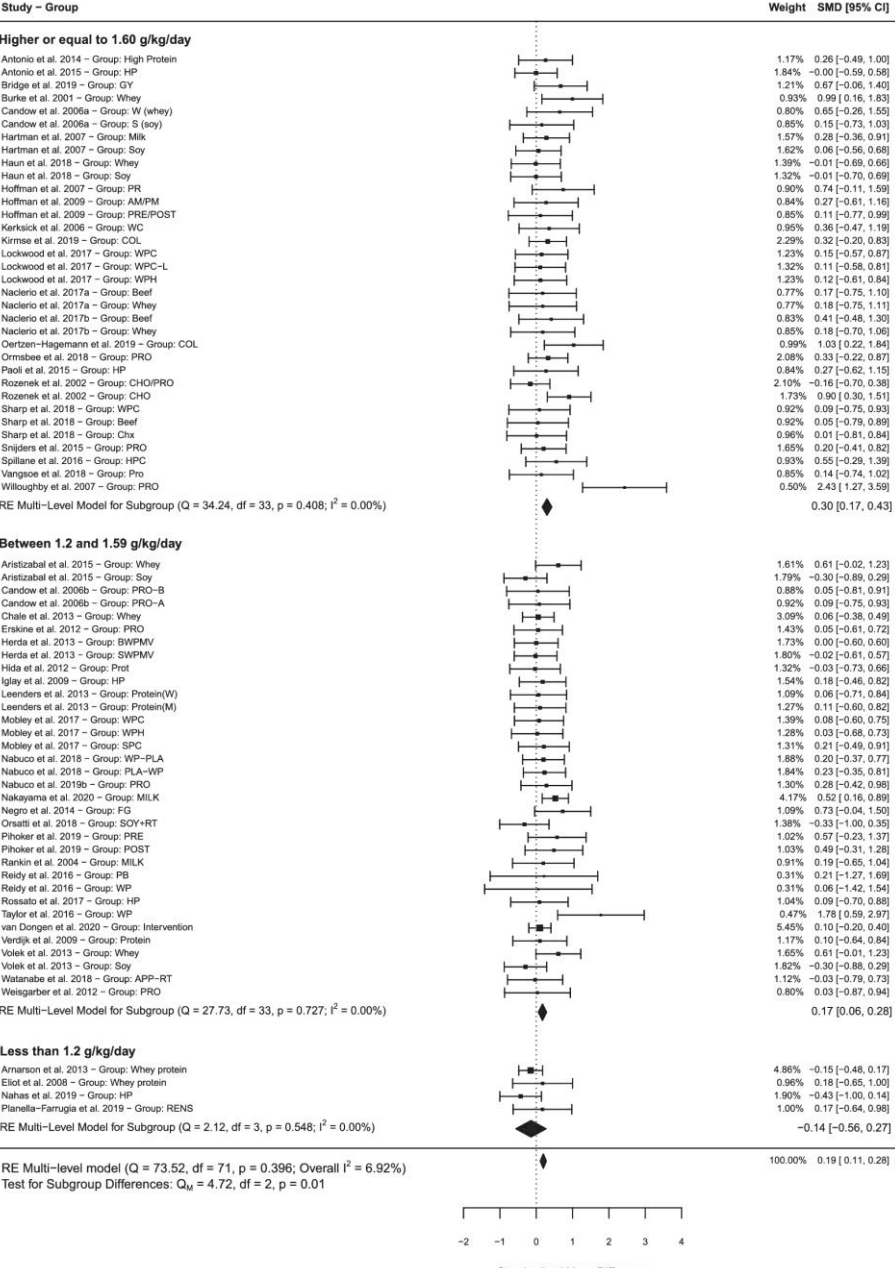 Study − Group Weight SMD [95% CI]
Higher or equal to 1.60 g/kg/day
Antonio et al. 2014 − Group: High Protein 1.17% 0.26 [−0.49, 1.00]
Antonio et al. 2015 − Group: HP 1.84% −0.00 [−0.59, 0.58]
Bridge et al. 2019 − Group: GY 1.21% 0.67 [−0.06, 1.40]
Burke et al. 2001 − Group: Whey 0.93% 0.99 [ 0.16, 1.83]
Candow et al. 2006a − Group: W (whey) 0.80% 0.65 [−0.26, 1.55]
Candow et al. 2006a − Group: S (soy) 0.85% 0.15 [−0.73, 1.03]
Hartman et al. 2007 − Group: Milk 1.57% 0.28 [−0.36, 0.91]
Hartman et al. 2007 − Group: Soy 1.62% 0.06 [−0.56, 0.68]
Haun et al. 2018 − Group: Whey 1.39% −0.01 [−0.69, 0.66]
Haun et al. 2018 − Group: Soy 1.32% −0.01 [−0.70, 0.69]
Hoffman et al. 2007 − Group: PR 0.90% 0.74 [−0.11, 1.59]
Hoffman et al. 2009 − Group: AM/PM 0.84% 0.27 [−0.61, 1.16]
Hoffman et al. 2009 − Group: PRE/POST 0.85% 0.11 [−0.77, 0.99]
Kerksick et al. 2006 − Group: WC 0.95% 0.36 [−0.47, 1.19]
Kirmse et al. 2019 − Group: COL 2.29% 0.32 [−0.20, 0.83]
Lockwood et al. 2017 − Group: WPC 1.23% 0.15 [−0.57, 0.87]
Lockwood et al. 2017 − Group: WPC−L 1.32% 0.11 [−0.58, 0.81]
Lockwood et al. 2017 − Group: WPH 1.23% 0.12 [−0.61, 0.84]
Naclerio et al. 2017a − Group: Beef 0.77% 0.17 [−0.75, 1.10]
Naclerio et al. 2017a − Group: Whey 0.77% 0.18 [−0.75, 1.11]
Naclerio et al. 2017b − Group: Beef 0.83% 0.41 [−0.48, 1.30]
Naclerio et al. 2017b − Group: Whey 0.85% 0.18 [−0.70, 1.06]
Oertzen−Hagemann et al. 2019 − Group: COL 0.99% 1.03 [ 0.22, 1.84]
Ormsbee et al. 2018 − Group: PRO 2.08% 0.33 [−0.22, 0.87]
Paoli et al. 2015 − Group: HP 0.84% 0.27 [−0.62, 1.15]
Rozenek et al. 2002 − Group: CHO/PRO 2.10% −0.16 [−0.70, 0.38]
Rozenek et al. 2002 − Group: CHO 1.73% 0.90 [ 0.30, 1.51]
Sharp et al. 2018 − Group: WPC 0.92% 0.09 [−0.75, 0.93]
Sharp et al. 2018 − Group: Beef 0.92% 0.05 [−0.79, 0.89]
Sharp et al. 2018 − Group: Chx 0.96% 0.01 [−0.81, 0.84]
Snijders et al. 2015 − Group: PRO 1.65% 0.20 [−0.41, 0.82]
Spillane et al. 2016 − Group: HPC 0.93% 0.55 [−0.29, 1.39]
Vangsoe et al. 2018 − Group: Pro 0.85% 0.14 [−0.74, 1.02]
Willoughby et al. 2007 − Group: PRO 0.50% 2.43 [ 1.27, 3.59]
RE Multi−Level Model for Subgroup (Q = 34.24, df = 33, p = 0.408; I² = 0.00%) 0.30 [0.17, 0.43]
Between 1.2 and 1.59 g/kg/day
Aristizabal et al. 2015 − Group: Whey 1.61% 0.61 [−0.02, 1.23]
Aristizabal et al. 2015 − Group: Soy 1.79% −0.30 [−0.89, 0.29]
Candow et al. 2006b − Group: PRO−B 0.88% 0.05 [−0.81, 0.91]
Candow et al. 2006b − Group: PRO−A 0.92% 0.09 [−0.75, 0.93]
Chale et al. 2013 − Group: Whey 3.09% 0.06 [−0.38, 0.49]
Erskine et al. 2012 − Group: PRO 1.43% 0.05 [−0.61, 0.72]
Herda et al. 2013 − Group: BWPMV 1.73% 0.00 [−0.60, 0.60]
Herda et al. 2013 − Group: SWPMV 1.80% −0.02 [−0.61, 0.57]
Hida et al. 2012 − Group: Prot 1.32% −0.03 [−0.73, 0.66]
Iglay et al. 2009 − Group: HP 1.54% 0.18 [−0.46, 0.82]
Leenders et al. 2013 − Group: Protein(W) 1.09% 0.06 [−0.71, 0.84]
Leenders et al. 2013 − Group: Protein(M) 1.27% 0.11 [−0.60, 0.82]
Mobley et al. 2017 − Group: WPC 1.39% 0.08 [−0.60, 0.75]
Mobley et al. 2017 − Group: WPH 1.28% 0.03 [−0.68, 0.73]
Mobley et al. 2017 − Group: SPC 1.31% 0.21 [−0.49, 0.91]
Nabuco et al. 2018 − Group: WP−PLA 1.88% 0.20 [−0.37, 0.77]
Nabuco et al. 2018 − Group: PLA−WP 1.84% 0.23 [−0.35, 0.81]
Nabuco et al. 2019b − Group: PRO 1.30% 0.28 [−0.42, 0.98]
Nakayama et al. 2020 − Group: MILK 4.17% 0.52 [ 0.16, 0.89]
Negro et al. 2014 − Group: FG 1.09% 0.73 [−0.04, 1.50]
Orsatti et al. 2018 − Group: SOY+RT 1.38% −0.33 [−1.00, 0.35]
Pihoker et al. 2019 − Group: PRE 1.02% 0.57 [−0.23, 1.37]
Pihoker et al. 2019 − Group: POST 1.03% 0.49 [−0.31, 1.28]
Rankin et al. 2004 − Group: MILK 0.91% 0.19 [−0.65, 1.04]
Reidy et al. 2016 − Group: PB 0.31% 0.21 [−1.27, 1.69]
Reidy et al. 2016 − Group: WP 0.31% 0.06 [−1.42, 1.54]
Rossato et al. 2017 − Group: HP 1.04% 0.09 [−0.70, 0.88]
Taylor et al. 2016 − Group: WP 0.47% 1.78 [ 0.59, 2.97]
van Dongen et al. 2020 − Group: Intervention 5.45% 0.10 [−0.20, 0.40]
Verdijk et al. 2009 − Group: Protein 1.17% 0.10 [−0.64, 0.84]
Volek et al. 2013 − Group: Whey 1.65% 0.61 [−0.01, 1.23]
Volek et al. 2013 − Group: Soy 1.82% −0.30 [−0.88, 0.29]
Watanabe et al. 2018 − Group: APP−RT 1.12% −0.03 [−0.79, 0.73]
Weisgarber et al. 2012 − Group: PRO 0.80% 0.03 [−0.87, 0.94]
RE Multi−Level Model for Subgroup (Q = 27.73, df = 33, p = 0.727; I² = 0.00%) 0.17 [0.06, 0.28]
Less than 1.2 g/kg/day
Arnarson et al. 2013 − Group: Whey protein 4.86% −0.15 [−0.48, 0.17]
Eliot et al. 2008 − Group: Whey protein 0.96% 0.18 [−0.65, 1.00]
Nahas et al. 2019 − Group: HP 1.90% −0.43 [−1.00, 0.14]
Planella−Farrugia et al. 2019 − Group: RENS 1.00% 0.17 [−0.64, 0.98]
RE Multi−Level Model for Subgroup (Q = 2.12, df = 3, p = 0.548; I² = 0.00%) −0.14 [−0.56, 0.27]
RE Multi−level model (Q = 73.52, df = 71, p = 0.396; Overall I² = 6.92%) 100.00% 0.19 [ 0.11, 0.28]
Test for Subgroup Differences: Q_M = 4.72, df = 2, p = 0.01
−2 −1 0 1 2 3 4